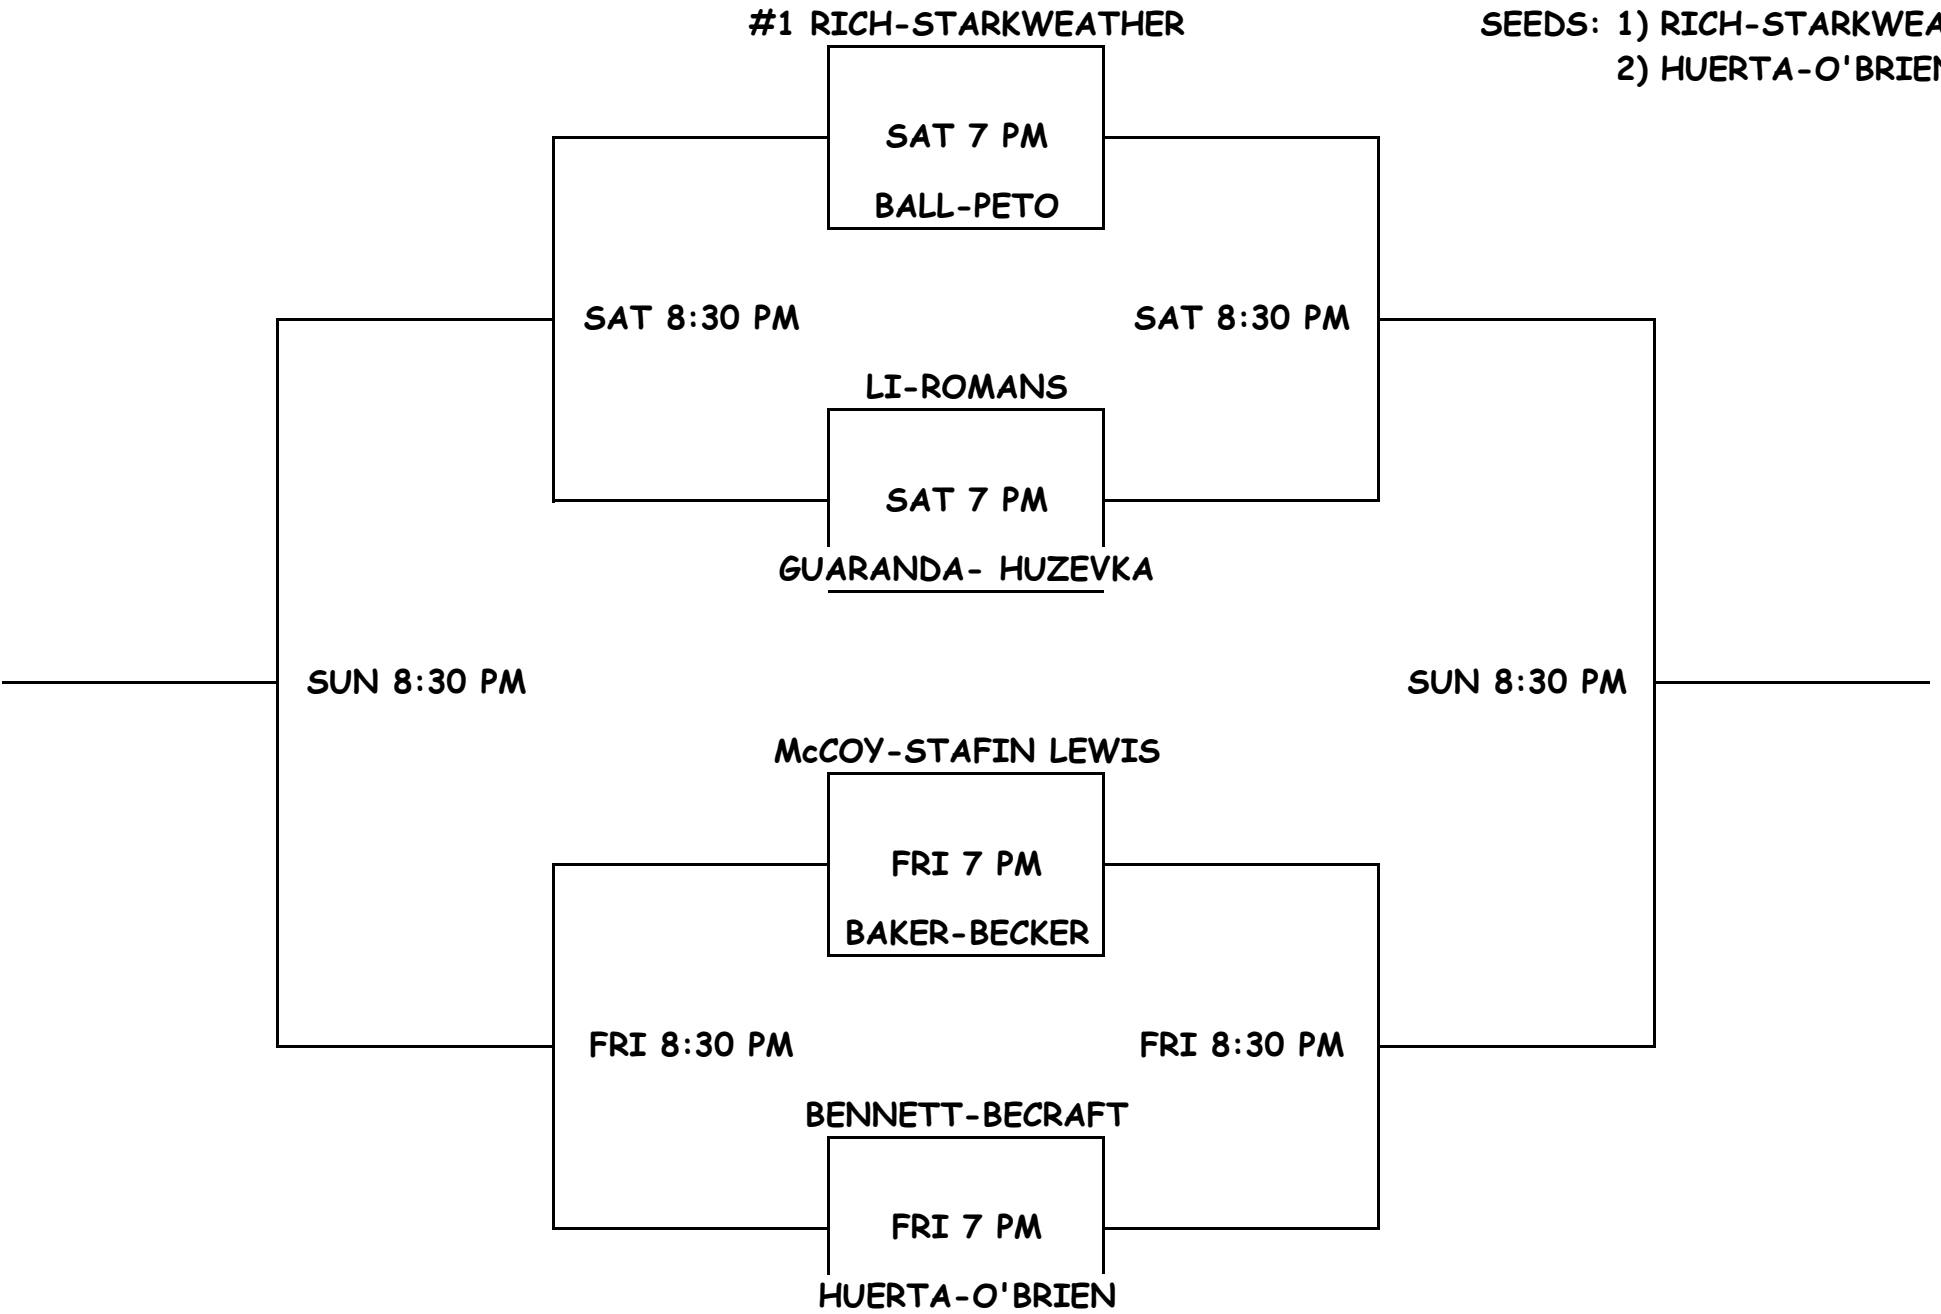 #1 RICH-STARKWEATHER
SEEDS: 1) RICH-STARKWEA
2) HUERTA-O'BRIEN
SAT 7 PM
BALL-PETO
SAT 8:30 PM
SAT 8:30 PM
LI-ROMANS
SAT 7 PM
GUARANDA- HUZEVKA
SUN 8:30 PM
SUN 8:30 PM
McCOY-STAFIN LEWIS
FRI 7 PM
BAKER-BECKER
FRI 8:30 PM
FRI 8:30 PM
BENNETT-BECRAFT
FRI 7 PM
HUERTA-O'BRIEN